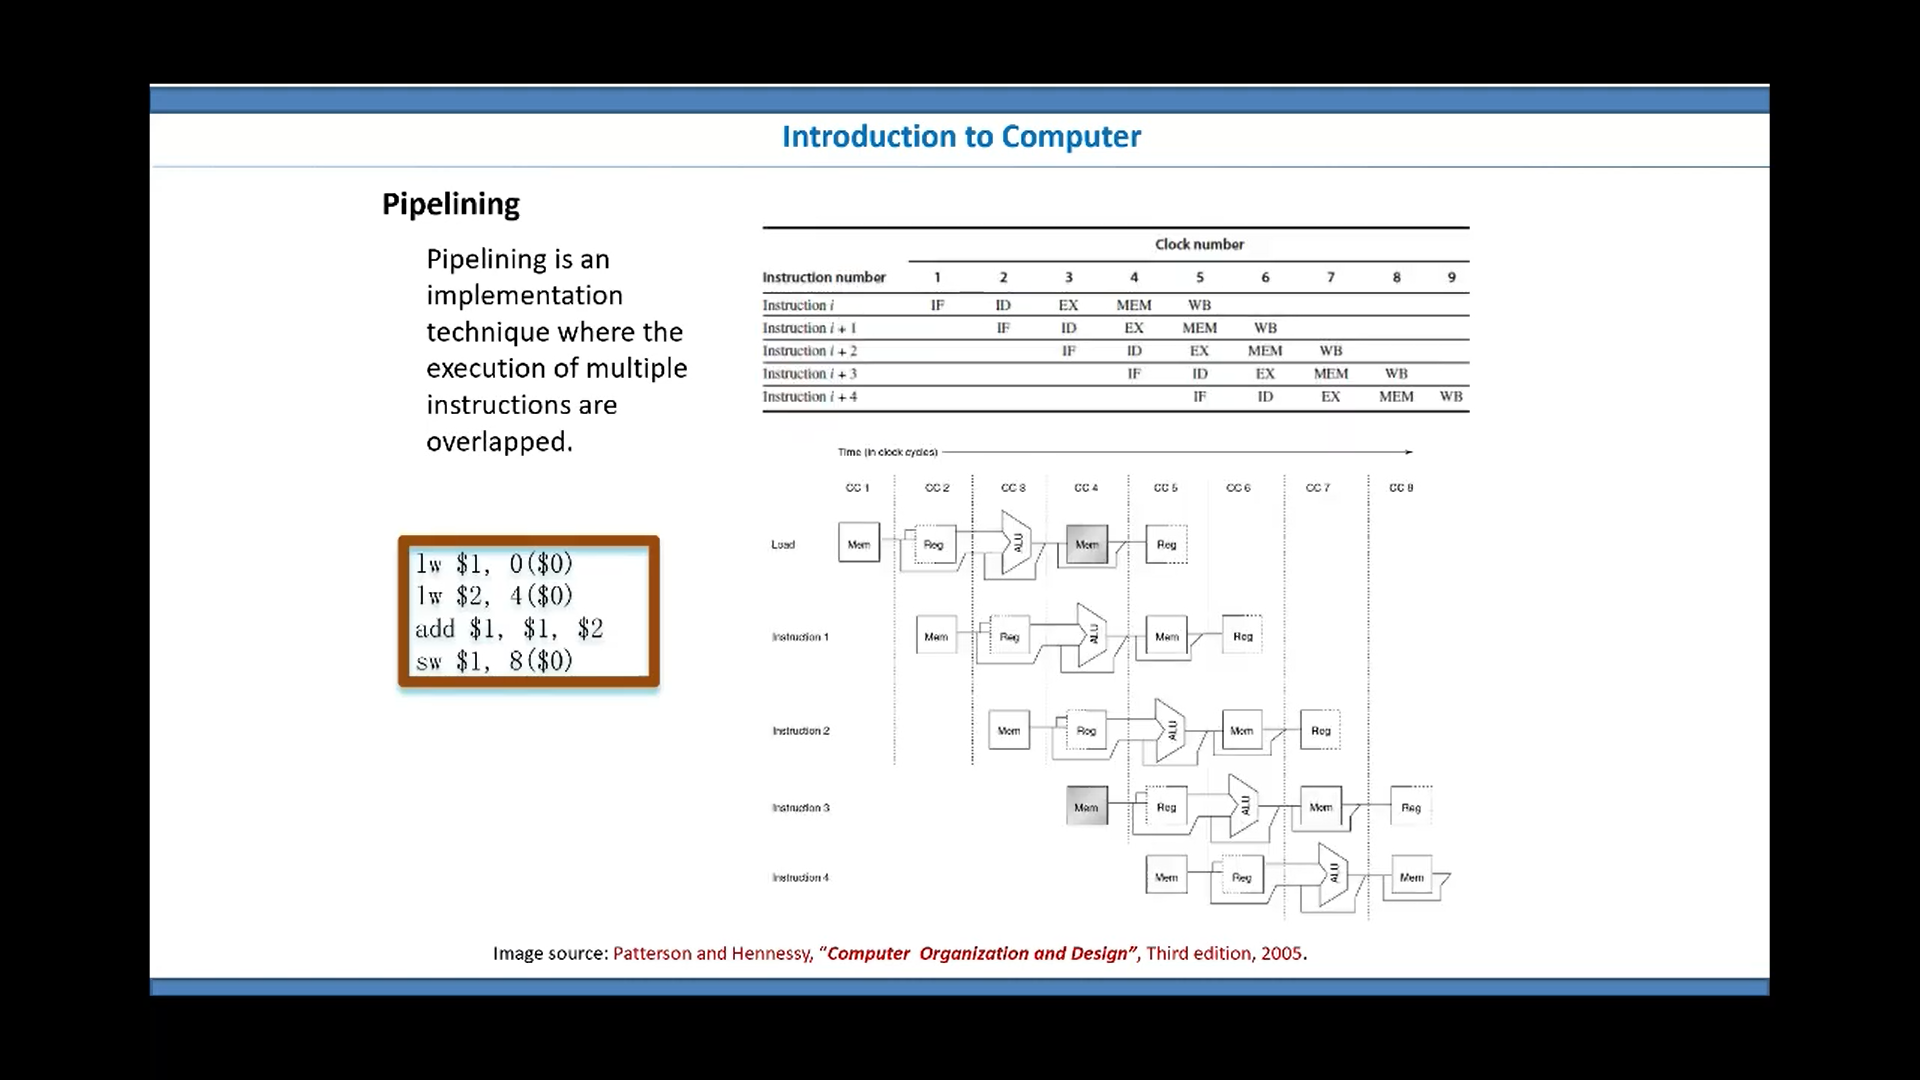 Introduction to Computer
Pipelining
Pipelining is an
implementation
technique where the
execution of multiple
instructions are
overlapped.
lw $1, 0($0)
lw $2, 4($0)
add $1, $1, $2
sw $1, 8($0)
Clock number
Instruction number 1 2 3 4 5 6 7 8 9
Instruction i IF ID EX MEM WB
Instruction i + 1 IF ID EX MEM WB
Instruction i + 2 IF ID EX MEM WB
Instruction i + 3 IF ID EX MEM WB
Instruction i + 4 IF ID EX MEM WB
Time (in clock cycles)
CC 1 CC 2 CC 3 CC 4 CC 5 CC 6 CC 7 CC 8
Load Mem Reg ALU Mem Reg
Instruction 1 Mem Reg ALU Mem Reg
Instruction 2 Mem Reg ALU Mem Reg
Instruction 3 Mem Reg ALU Mem Reg
Instruction 4 Mem Reg ALU Mem
Image source: Patterson and Hennessy, “Computer Organization and Design”, Third edition, 2005.